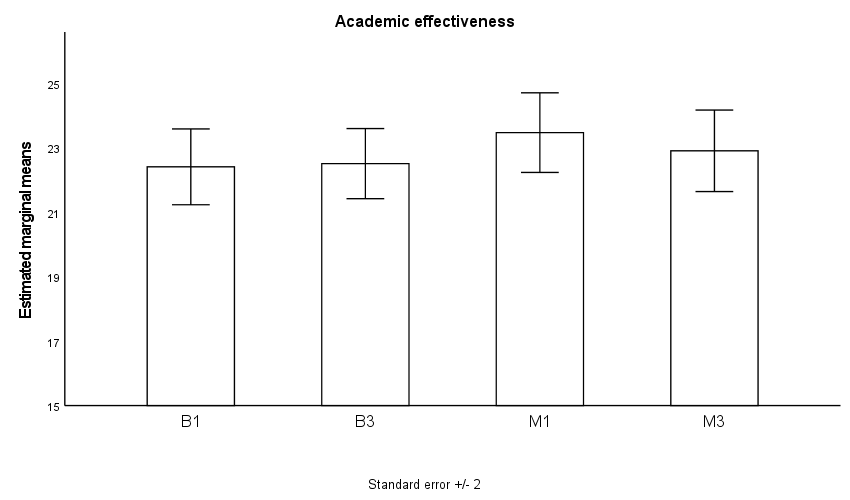 Academic effectiveness
Estimated marginal means
25
23
21
19
17
15
B1 B3 M1 M3
Standard error +/- 2